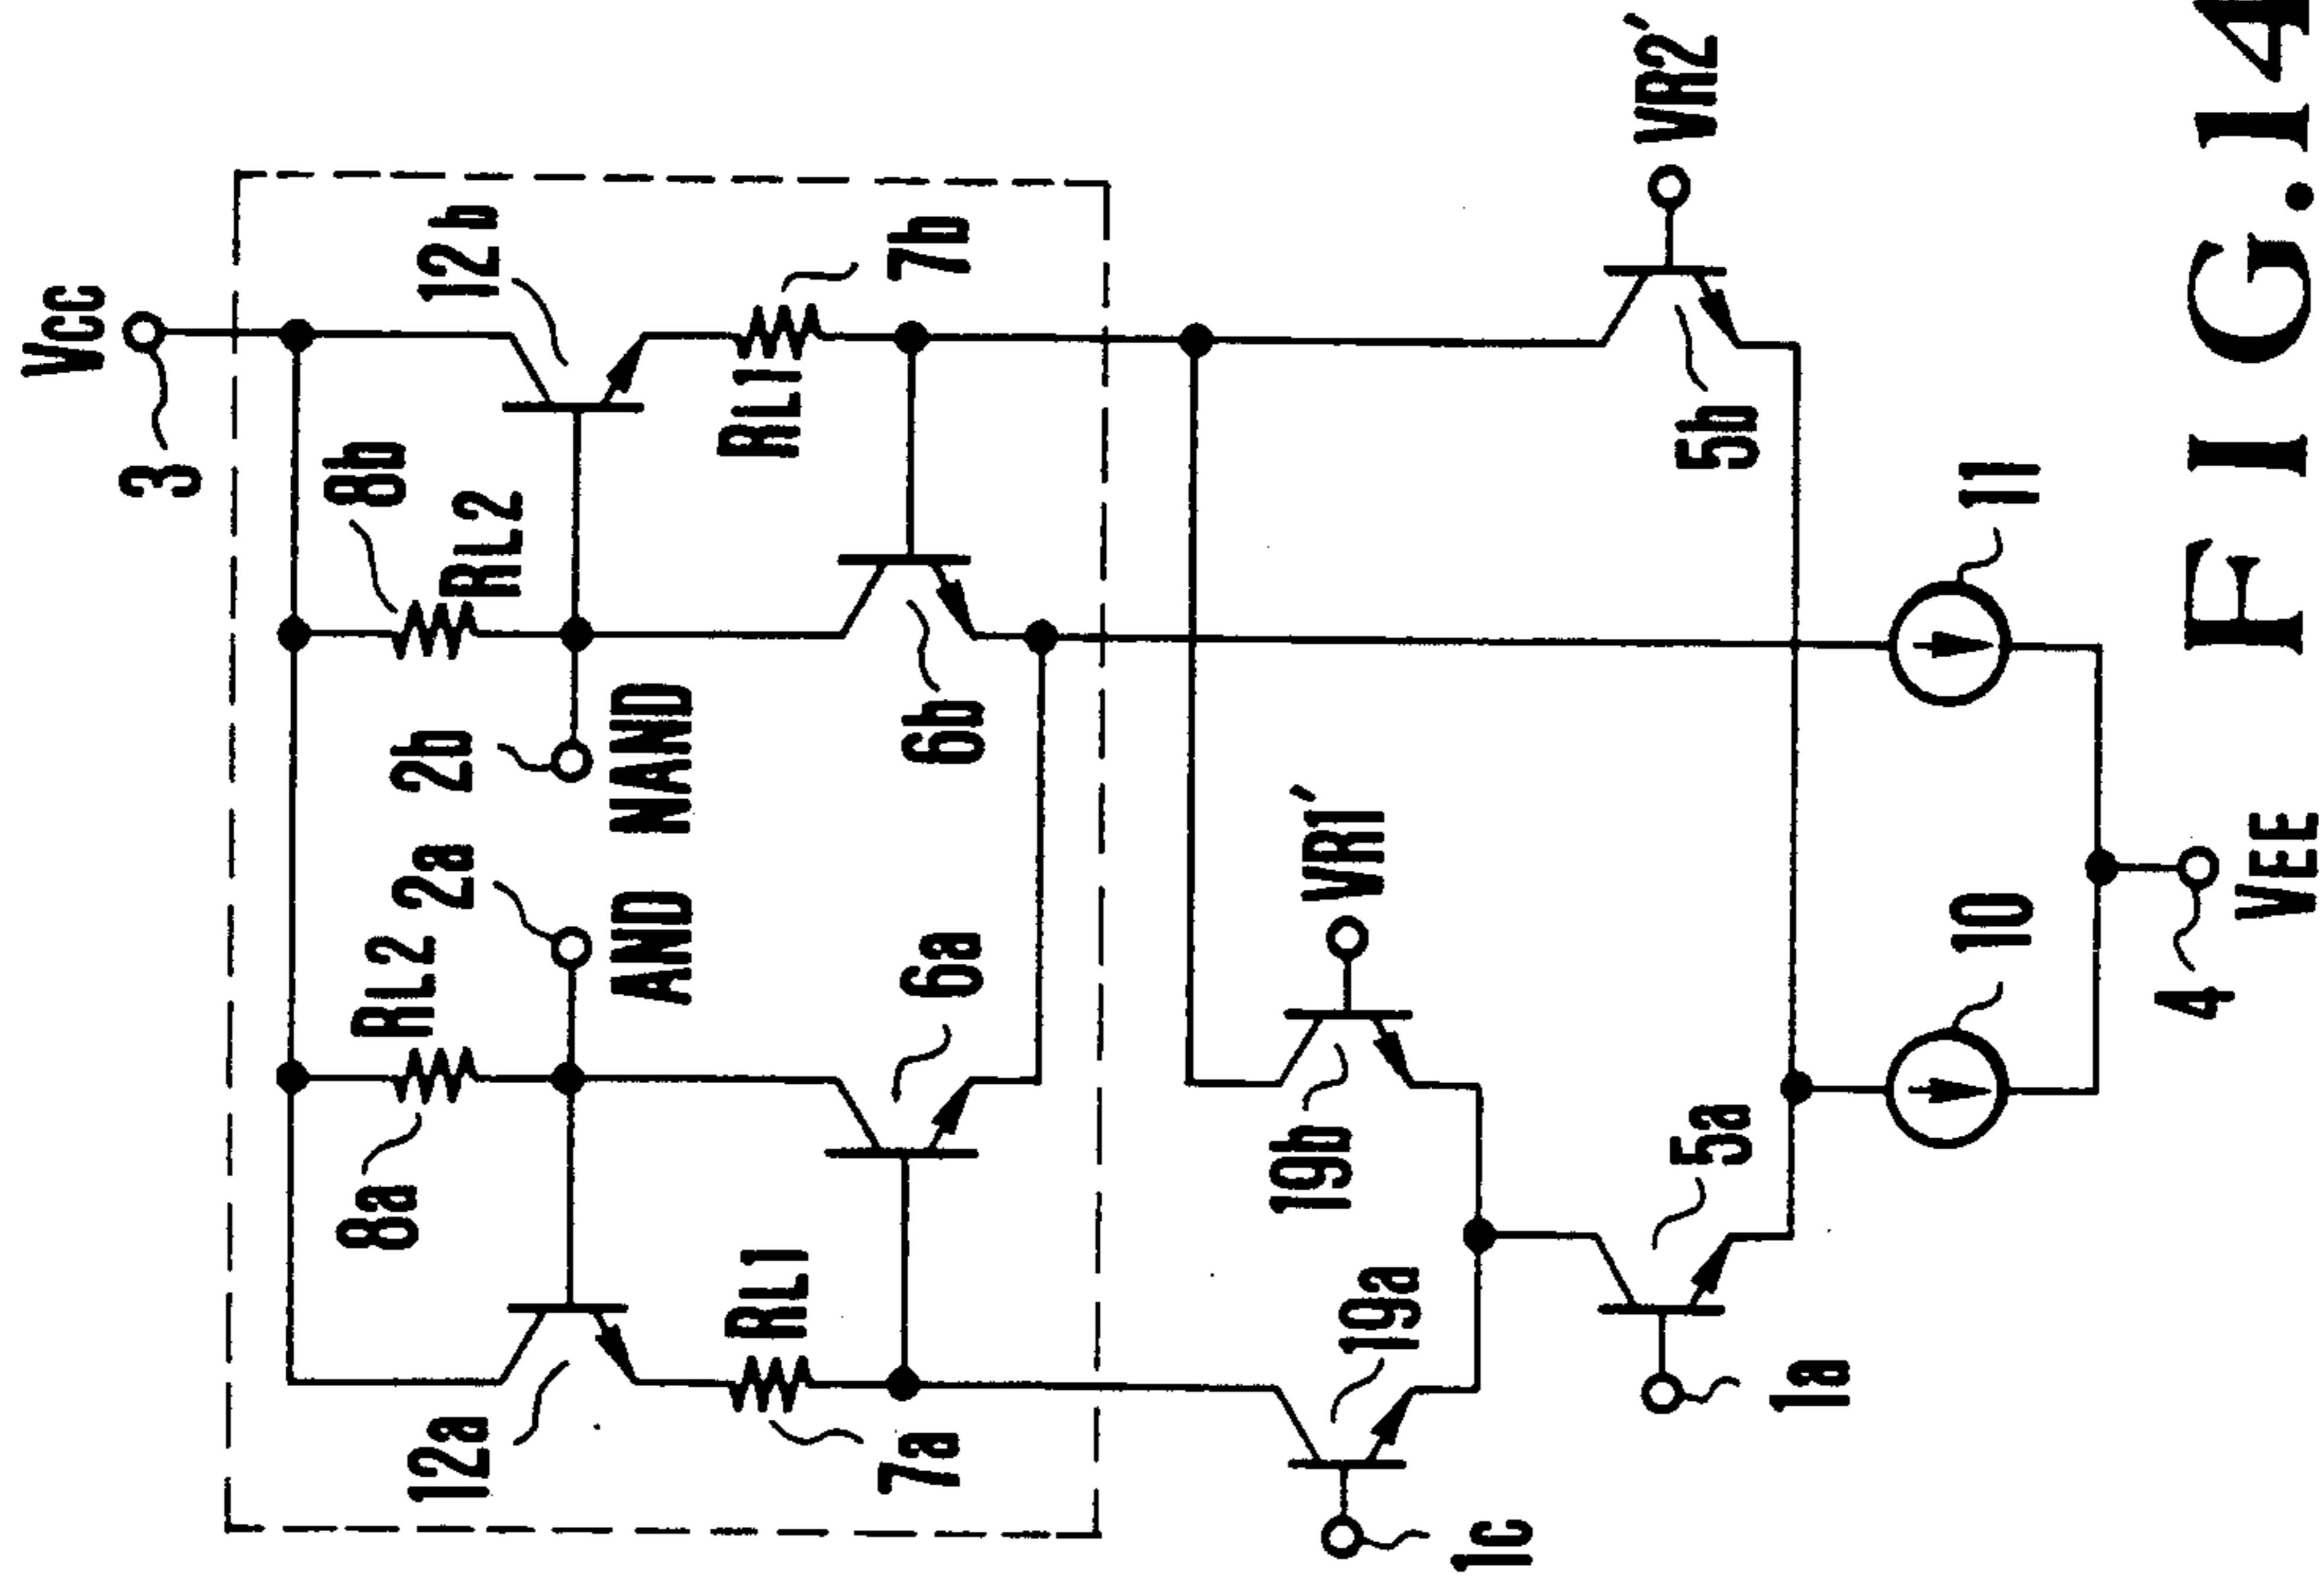 VCC
3
8b
RL2
12b
RL1
7b
8a
RL2
2a
2b
AND
NAND
12a
RL1
7a
6a
6b
1c
19a
19b
VR1'
1a
5a
5b
VR2'
10
11
4
VEE
FIG.14